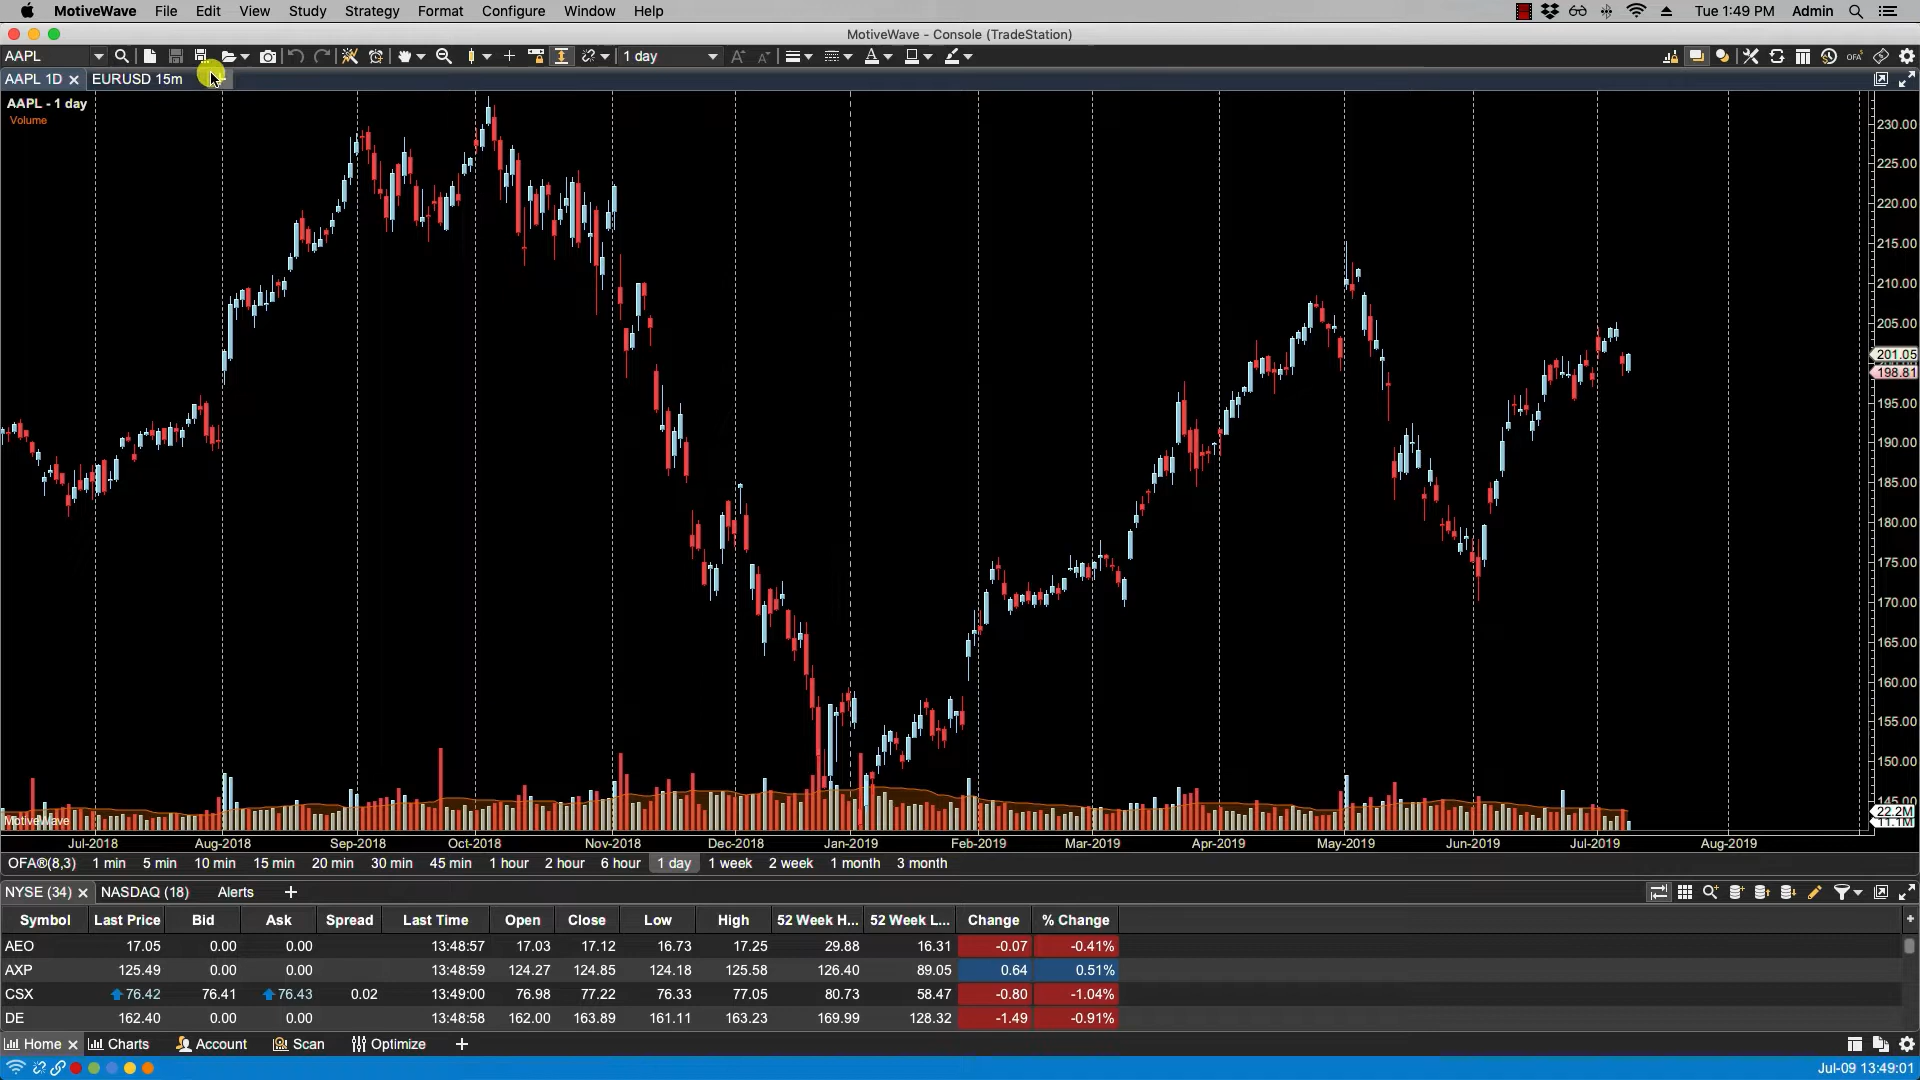 MotiveWave File Edit View Study Strategy Format Configure Window Help Tue 1:49 PM Admin
MotiveWave - Console (TradeStation)
AAPL 1 day
AAPL 1D EURUSD 15m
AAPL - 1 day
Volume
230.00
225.00
220.00
215.00
210.00
205.00
201.05
198.81
195.00
190.00
185.00
180.00
175.00
170.00
165.00
160.00
155.00
150.00
22.2M
11.1M
MotiveWave
Jul-2018 Aug-2018 Sep-2018 Oct-2018 Nov-2018 Dec-2018 Jan-2019 Feb-2019 Mar-2019 Apr-2019 May-2019 Jun-2019 Jul-2019 Aug-2019
OFA®(8,3) 1 min 5 min 10 min 15 min 20 min 30 min 45 min 1 hour 2 hour 6 hour 1 day 1 week 2 week 1 month 3 month
NYSE (34) NASDAQ (18) Alerts
Symbol Last Price Bid Ask Spread Last Time Open Close Low High 52 Week H... 52 Week L... Change % Change
AEO 17.05 0.00 0.00 13:48:57 17.03 17.12 16.73 17.25 29.88 16.31 -0.07 -0.41%
AXP 125.49 0.00 0.00 13:48:59 124.27 124.85 124.18 125.58 126.40 89.05 0.64 0.51%
CSX 76.42 76.41 76.43 0.02 13:49:00 76.98 77.22 76.33 77.05 80.73 58.47 -0.80 -1.04%
DE 162.40 0.00 0.00 13:48:58 162.00 163.89 161.11 163.23 169.99 128.32 -1.49 -0.91%
Home Charts Account Scan Optimize
Jul-09 13:49:01